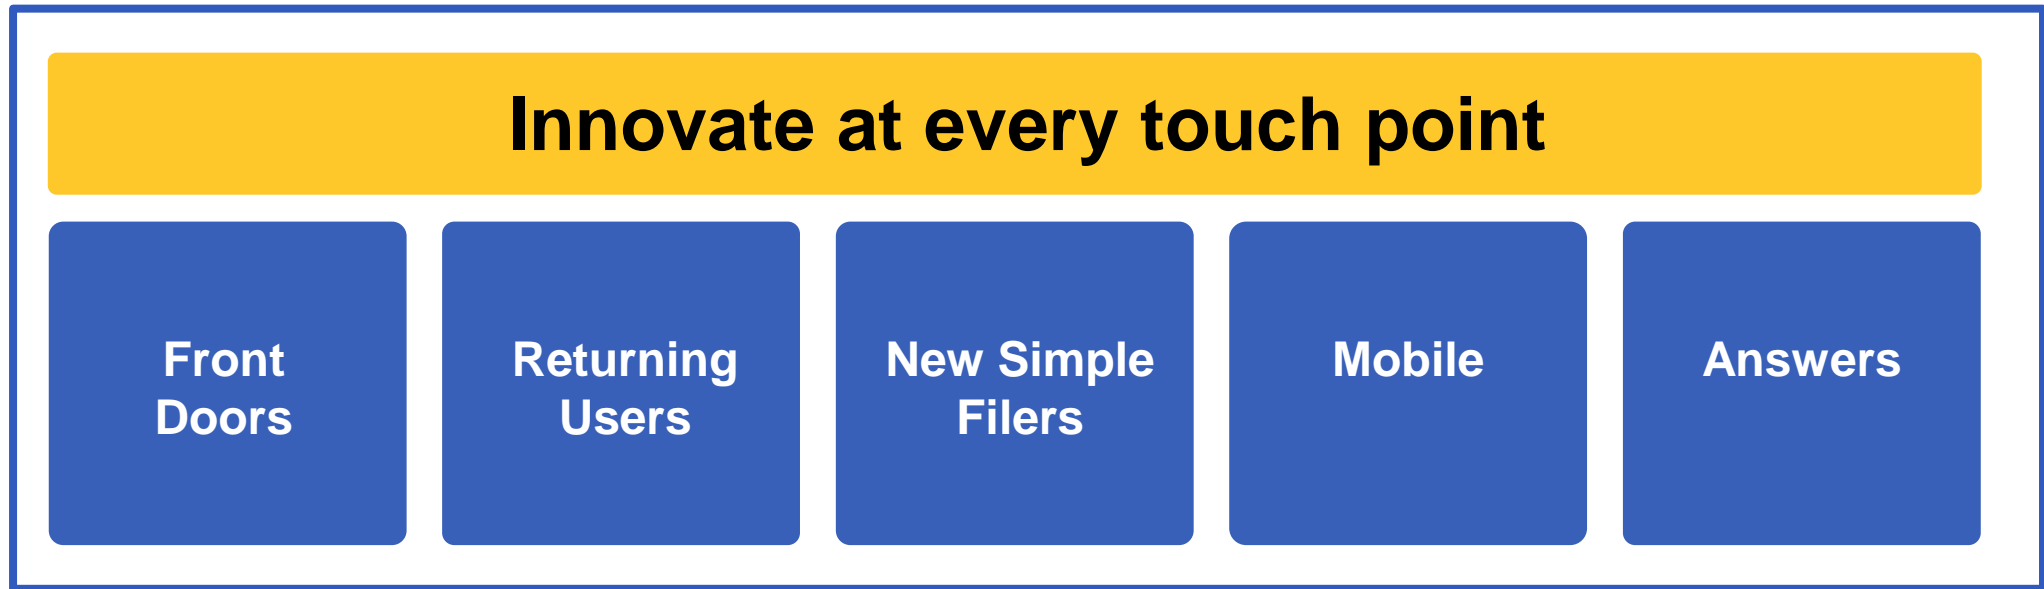 Innovate at every touch point
Front
Doors
Returning
Users
New Simple
Filers
Mobile
Answers